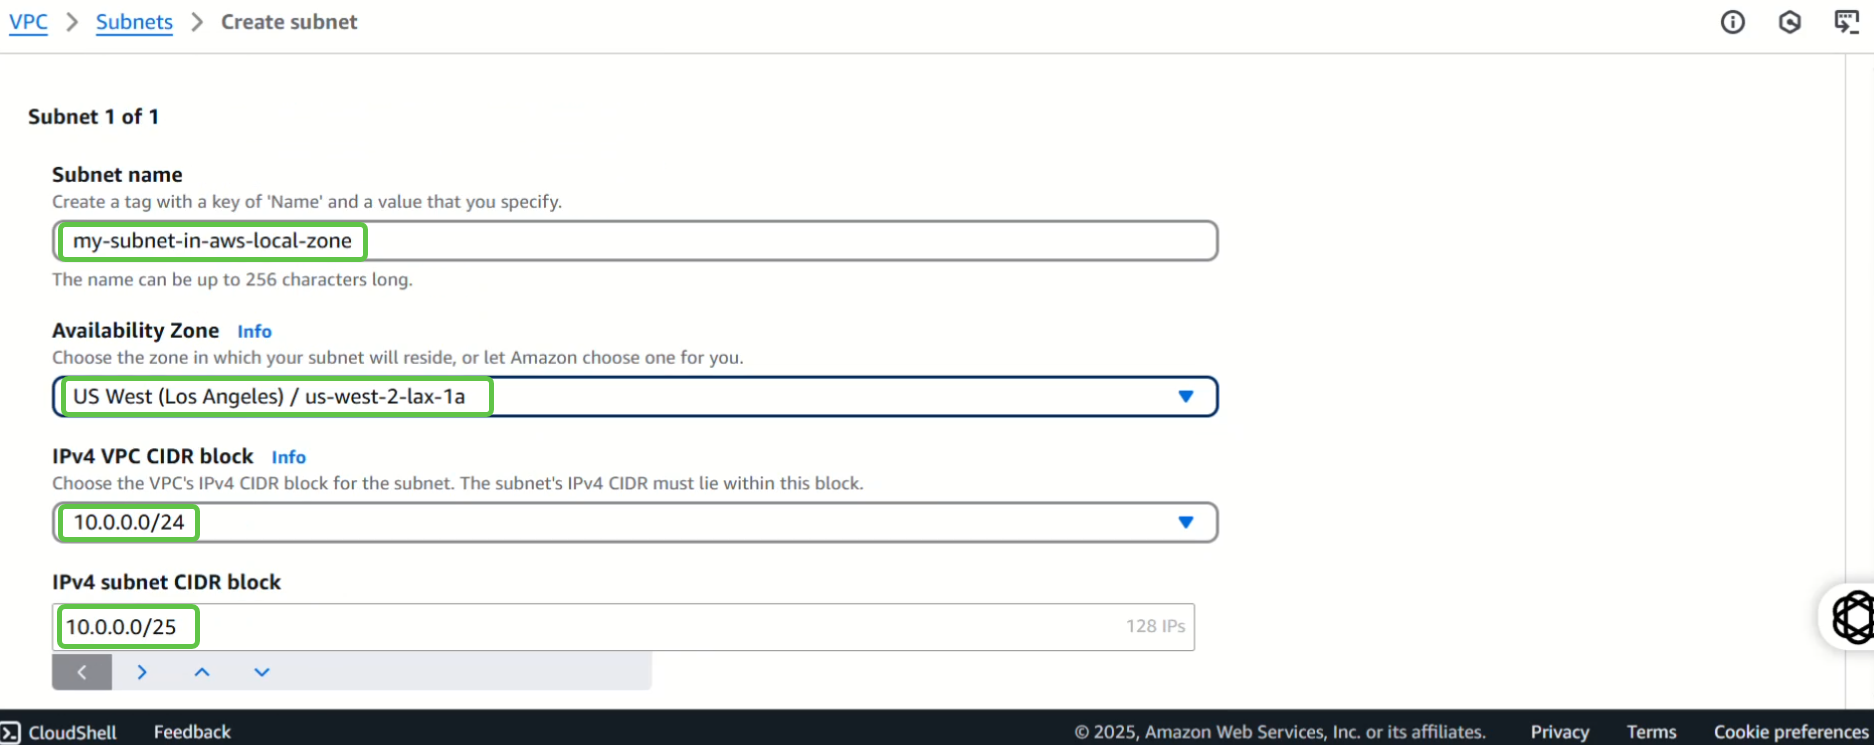 VPC > Subnets > Create subnet
Subnet 1 of 1
Subnet name
Create a tag with a key of 'Name' and a value that you specify.
my-subnet-in-aws-local-zone
The name can be up to 256 characters long.
Availability Zone Info
Choose the zone in which your subnet will reside, or let Amazon choose one for you.
US West (Los Angeles) / us-west-2-lax-1a
IPv4 VPC CIDR block Info
Choose the VPC's IPv4 CIDR block for the subnet. The subnet's IPv4 CIDR must lie within this block.
10.0.0.0/24
IPv4 subnet CIDR block
10.0.0.0/25 128 IPs
CloudShell Feedback © 2025, Amazon Web Services, Inc. or its affiliates. Privacy Terms Cookie preferences